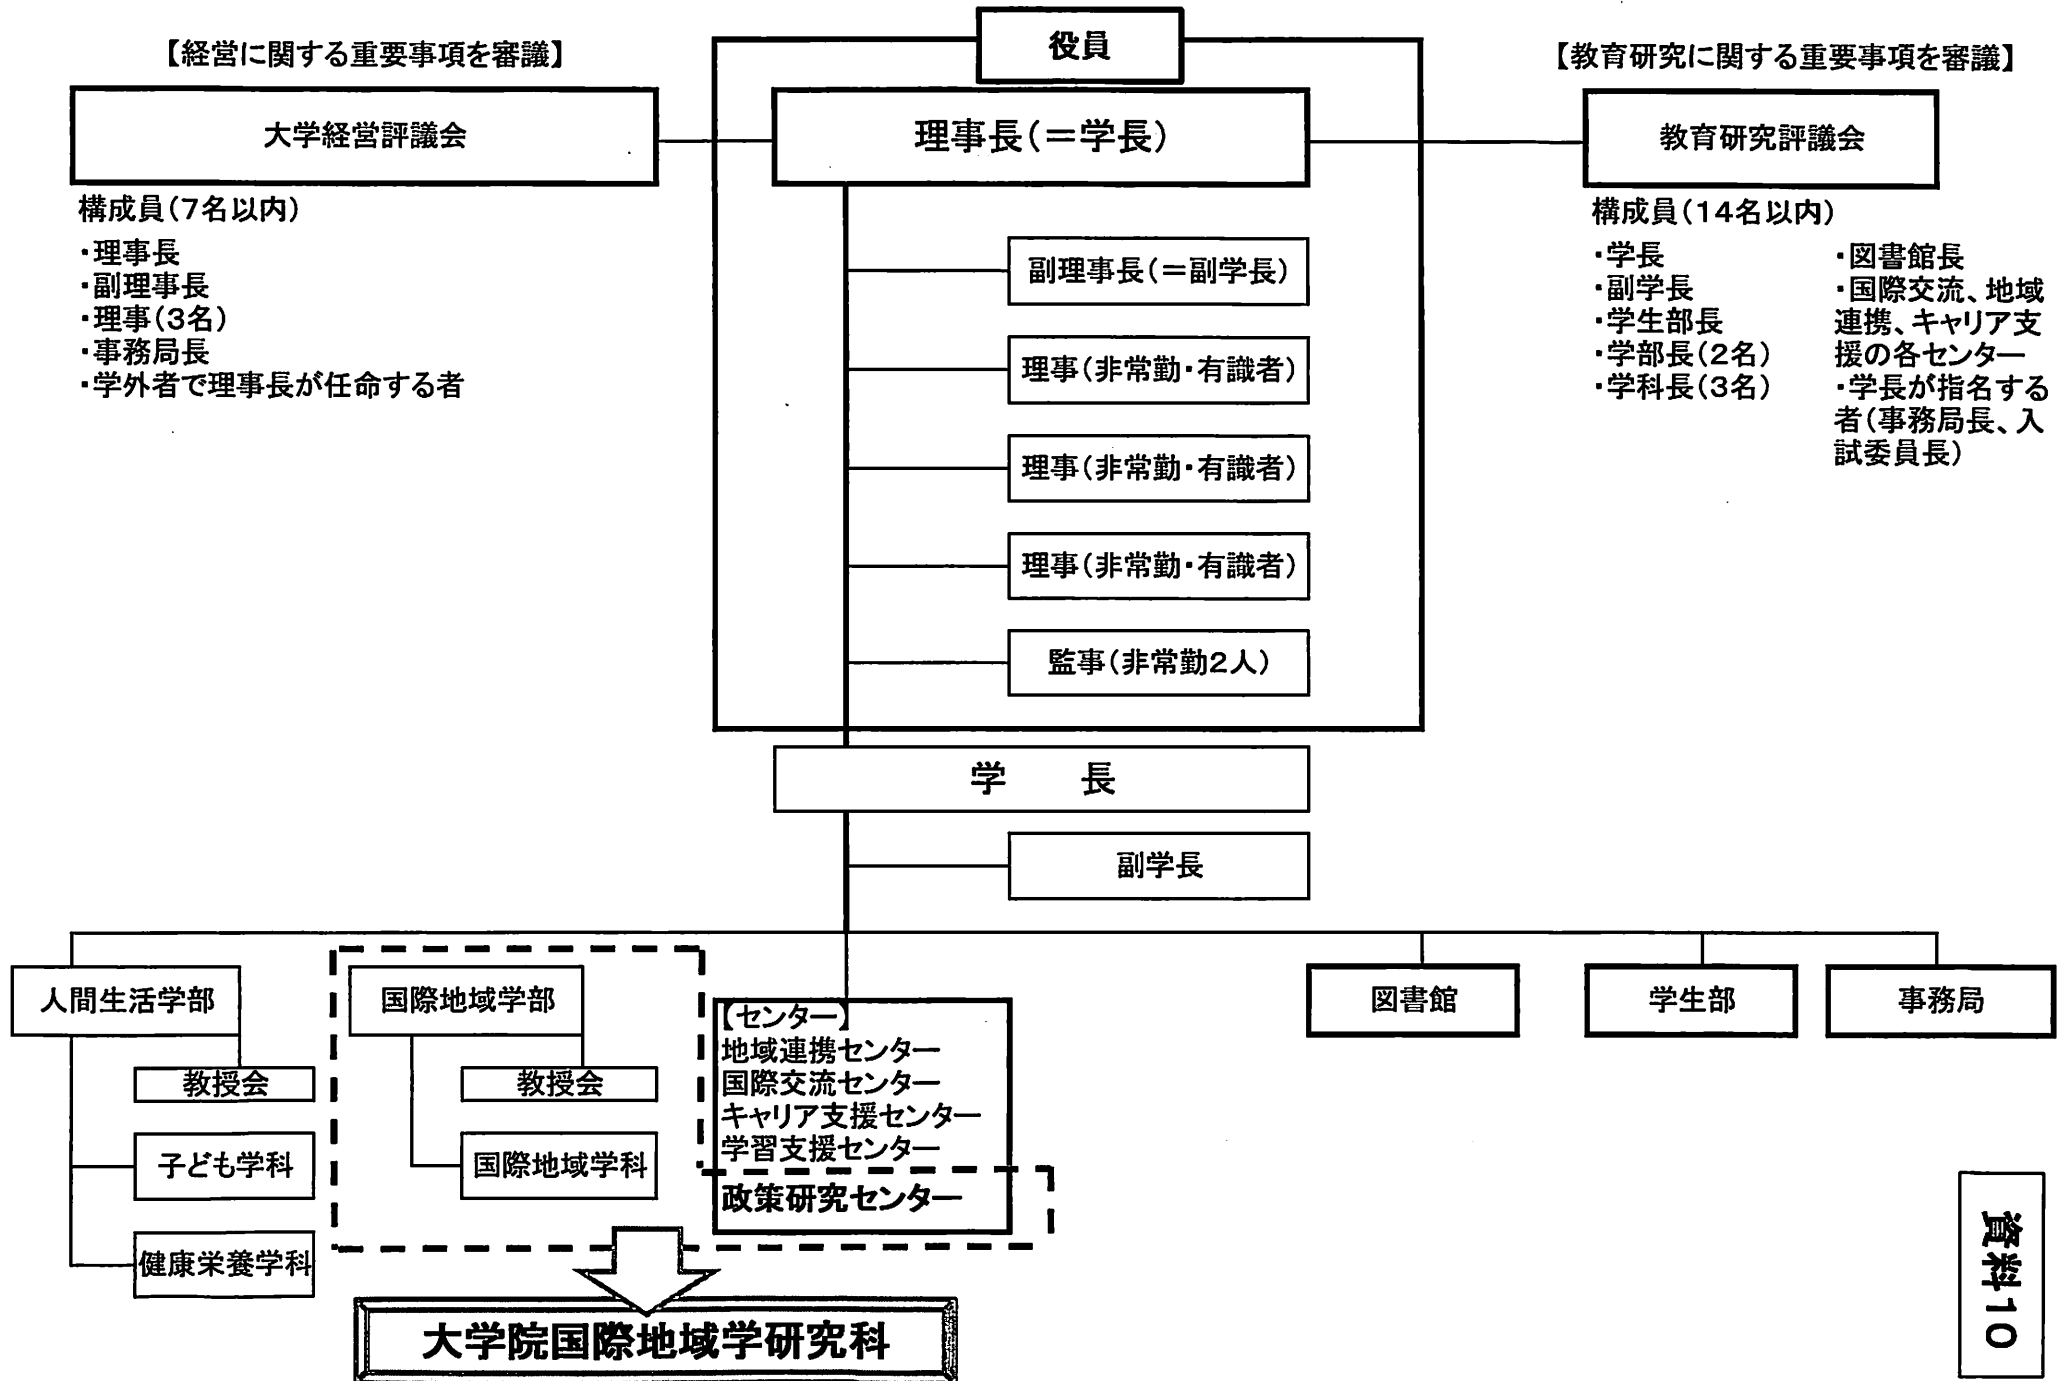 役員
【経営に関する重要事項を審議】
【教育研究に関する重要事項を審議】
大学経営評議会
理事長(=学長)
教育研究評議会
構成員(7名以内)
・理事長
・副理事長
・理事(3名)
・事務局長
・学外者で理事長が任命する者
構成員(14名以内)
・学長
・副学長
・学生部長
・学部長(2名)
・学科長(3名)
・図書館長
・国際交流、地域
連携、キャリア支
援の各センター
・学長が指名する
者(事務局長、入
試委員長)
副理事長(=副学長)
理事(非常勤・有識者)
理事(非常勤・有識者)
理事(非常勤・有識者)
監事(非常勤2人)
学 長
副学長
人間生活学部
教授会
子ども学科
健康栄養学科
国際地域学部
教授会
国際地域学科
【センター】
地域連携センター
国際交流センター
キャリア支援センター
学習支援センター
政策研究センター
図書館
学生部
事務局
大学院国際地域学研究科
資料10